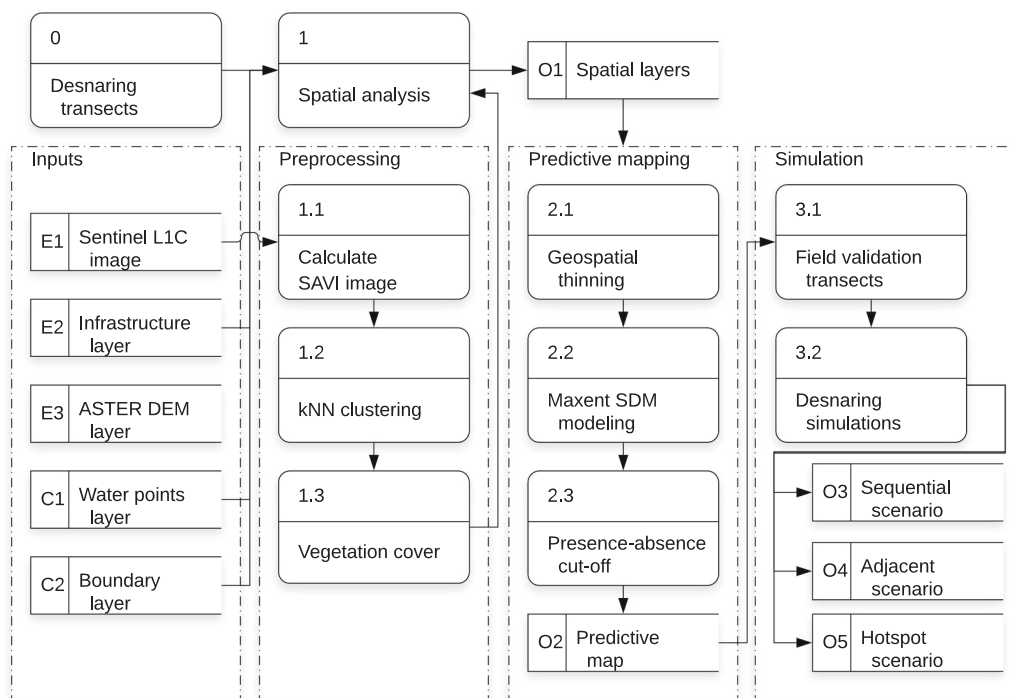 0
Desnaring
transects
1
Spatial analysis
O1 Spatial layers
Inputs
E1 Sentinel L1C
image
E2 Infrastructure
layer
E3 ASTER DEM
layer
C1 Water points
layer
C2 Boundary
layer
Preprocessing
1.1
Calculate
SAVI image
1.2
kNN clustering
1.3
Vegetation cover
Predictive mapping
2.1
Geospatial
thinning
2.2
Maxent SDM
modeling
2.3
Presence-absence
cut-off
O2 Predictive
map
Simulation
3.1
Field validation
transects
3.2
Desnaring
simulations
O3 Sequential
scenario
O4 Adjacent
scenario
O5 Hotspot
scenario